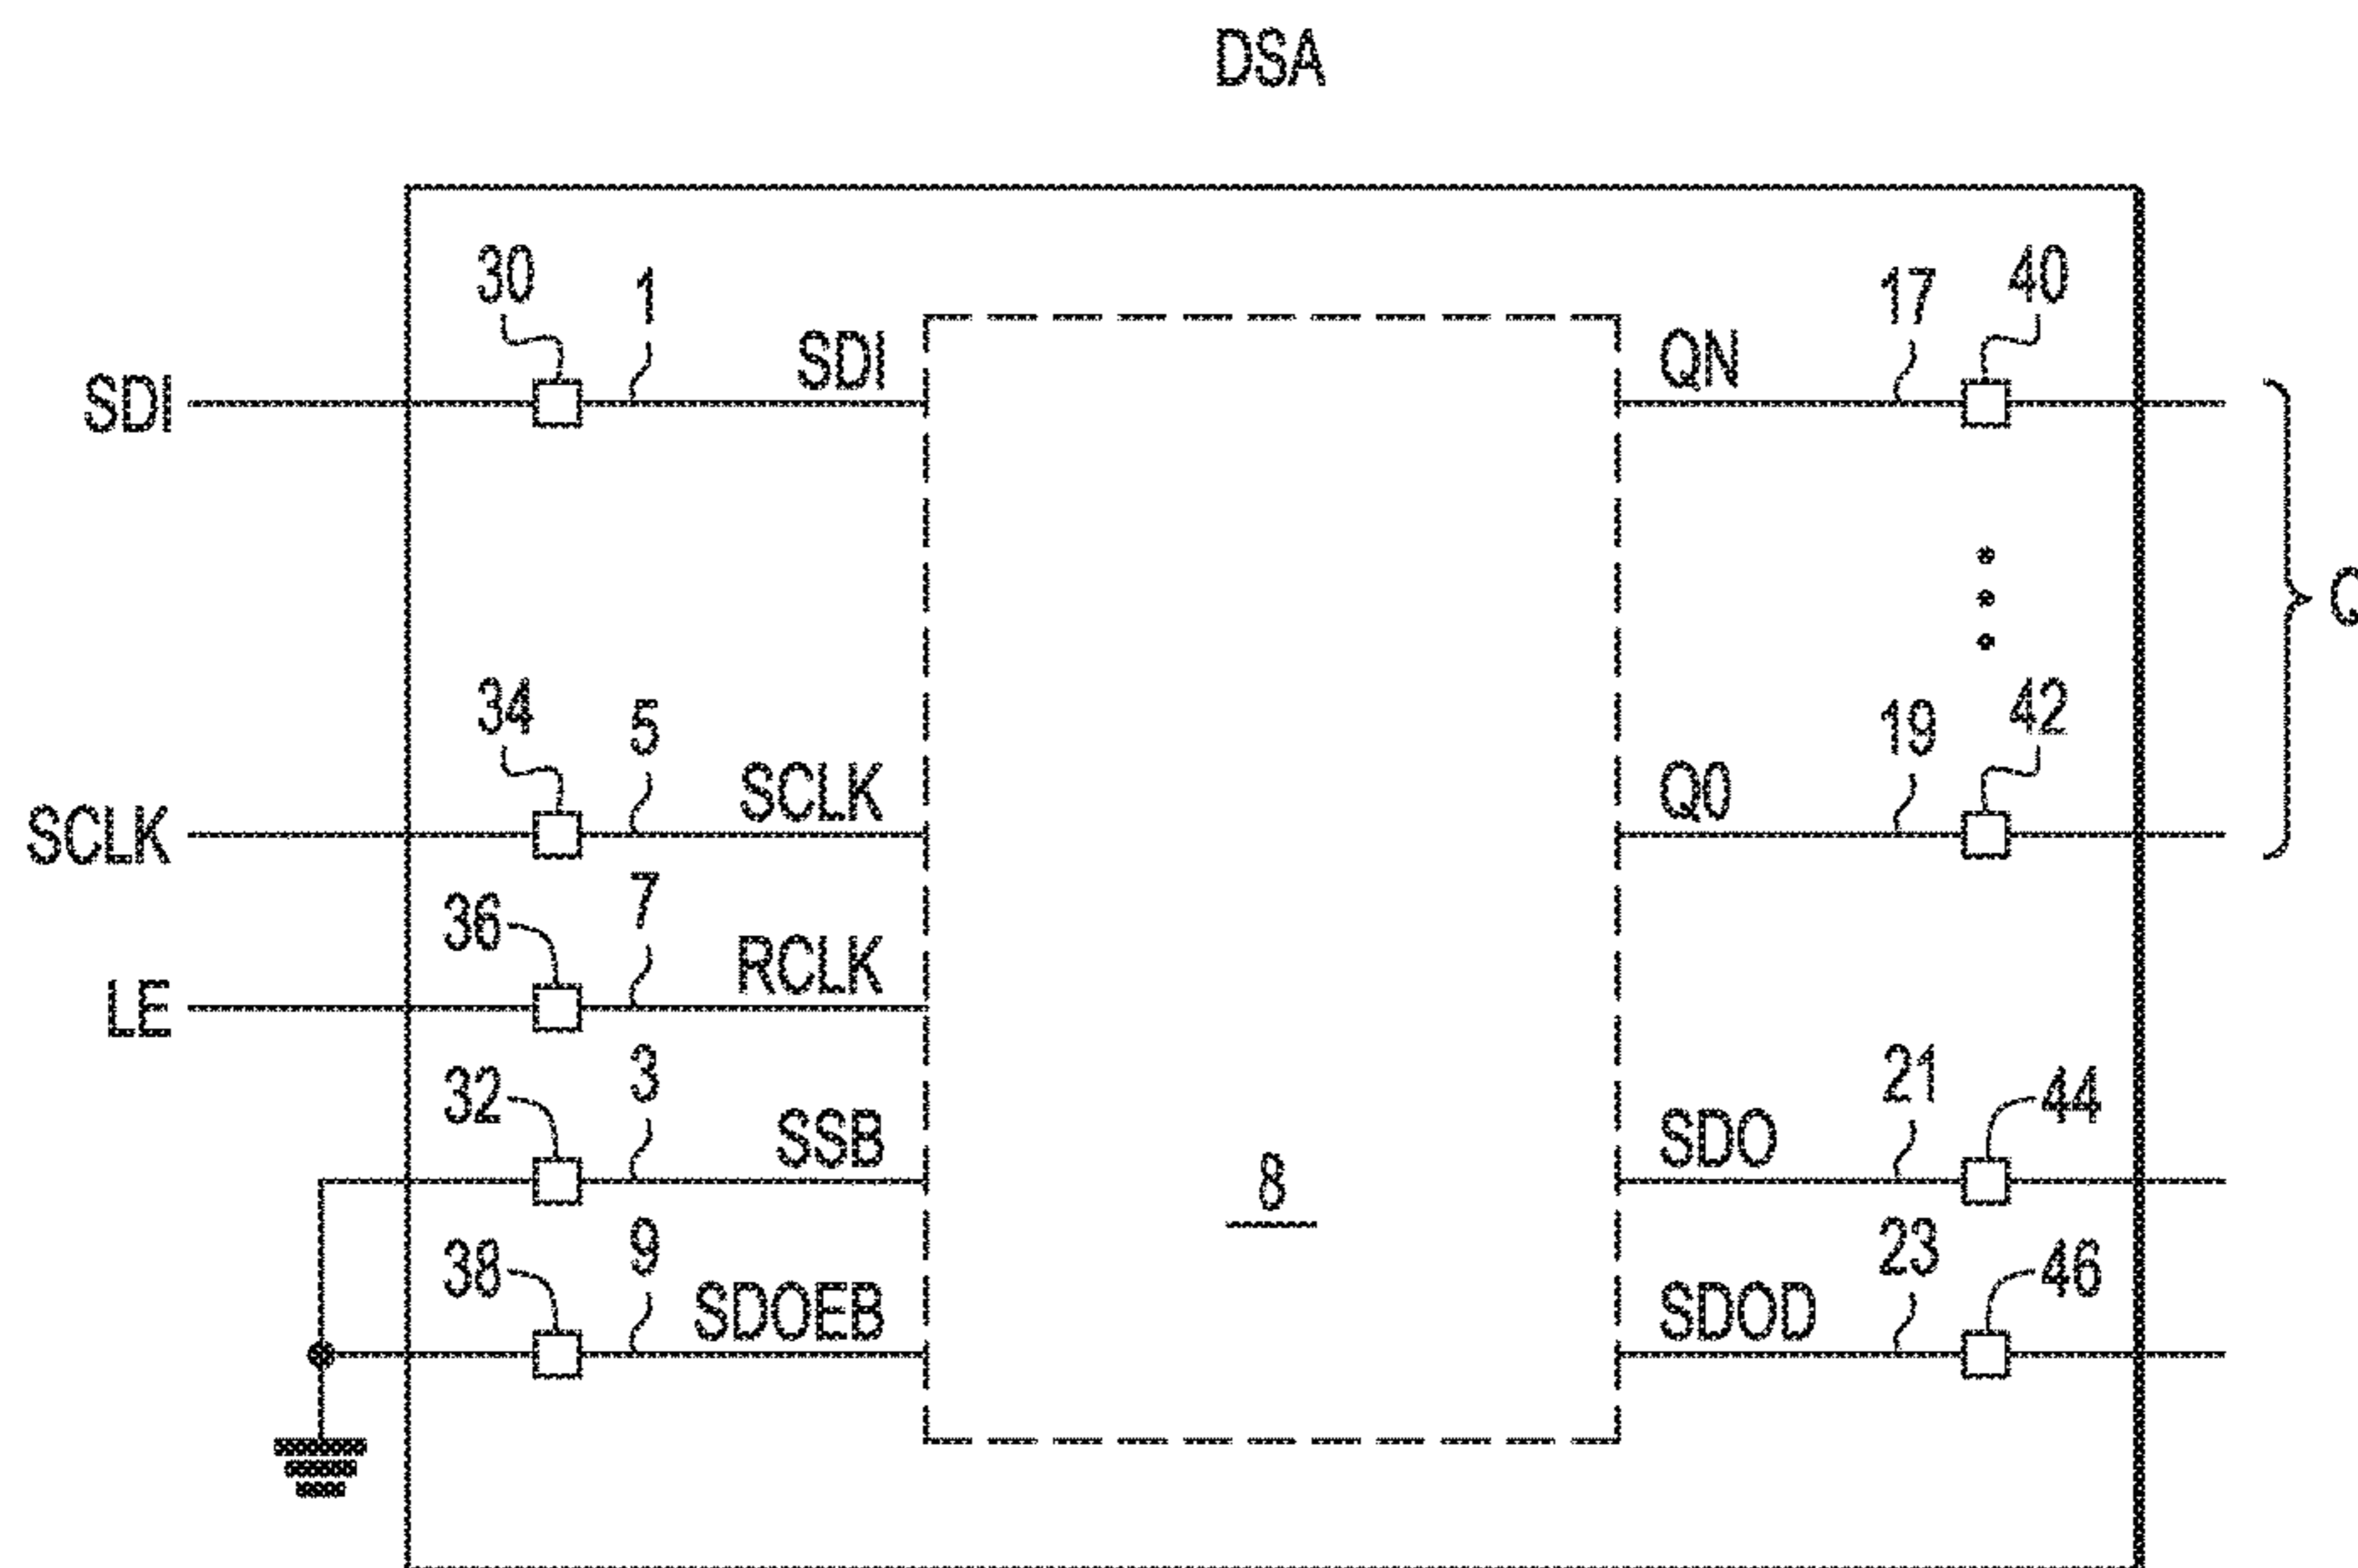 DSA
30 1 17 40
SDI SDI QN
Q
34 5 19 42
SCLK SCLK Q0
36 7
LE RCLK
32 3 21 44
SSB SDO
8
38 9 23 46
SDOEB SDOD